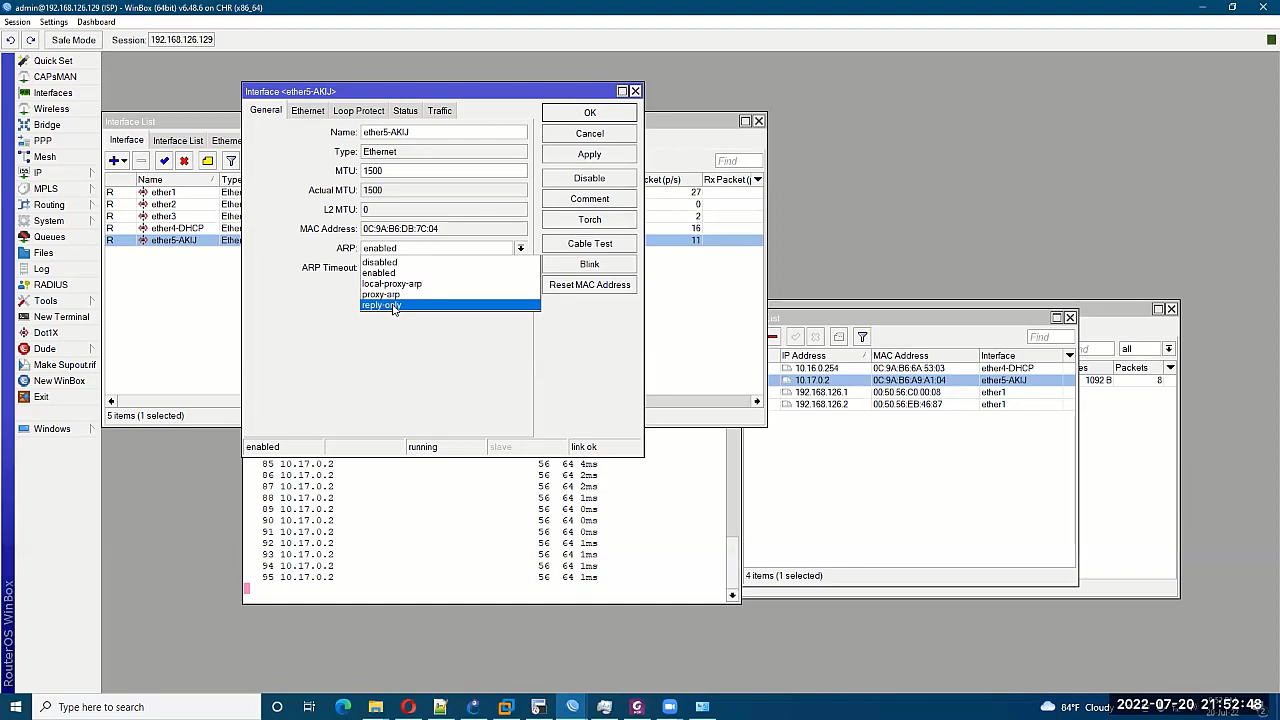 admin@192.168.126.129 (ISP) - WinBox (64bit) v6.48.6 on CHR (x86_64)
Session Settings Dashboard
Safe Mode Session: 192.168.126.129
Quick Set
CAPsMAN
Interfaces
Wireless
Bridge
PPP
Mesh
IP
MPLS
Routing
System
Queues
Files
Log
RADIUS
Tools
New Terminal
Dot1X
Dude
Make Supout.rif
New WinBox
Exit
Windows
RouterOS WinBox
Interface List
Interface Interface List Etherne
Find
Name Type
R ether1 Ether
R ether2 Ether
R ether3 Ether
R ether4-DHCP Ether
R ether5-AKIJ Ether
5 items (1 selected)
Interface <ether5-AKIJ>
General Ethernet Loop Protect Status Traffic
Name: ether5-AKIJ
Type: Ethernet
MTU: 1500
Actual MTU: 1500
L2 MTU: 0
MAC Address: 0C:9A:B6:DB:7C:04
ARP: enabled
ARP Timeout:
disabled
enabled
local-proxy-arp
proxy-arp
reply-only
OK
Cancel
Apply
Disable
Comment
Torch
Cable Test
Blink
Reset MAC Address
enabled running slave link ok
cket (p/s) Rx Packet (p
27
0
2
16
11
85 10.17.0.2 56 64 4ms
86 10.17.0.2 56 64 2ms
87 10.17.0.2 56 64 2ms
88 10.17.0.2 56 64 1ms
89 10.17.0.2 56 64 0ms
90 10.17.0.2 56 64 0ms
91 10.17.0.2 56 64 0ms
92 10.17.0.2 56 64 1ms
93 10.17.0.2 56 64 1ms
94 10.17.0.2 56 64 1ms
95 10.17.0.2 56 64 1ms
ist
Find
IP Address MAC Address Interface
10.16.0.254 0C:9A:B6:6A:53:03 ether4-DHCP
10.17.0.2 0C:9A:B6:A9:A1:04 ether5-AKIJ
192.168.126.1 00:50:56:C0:00:08 ether1
192.168.126.2 00:50:56:EB:46:87 ether1
4 items (1 selected)
nd all
es Packets
1092 B 8
Type here to search
84°F Cloudy
2022-07-20 21:52:48